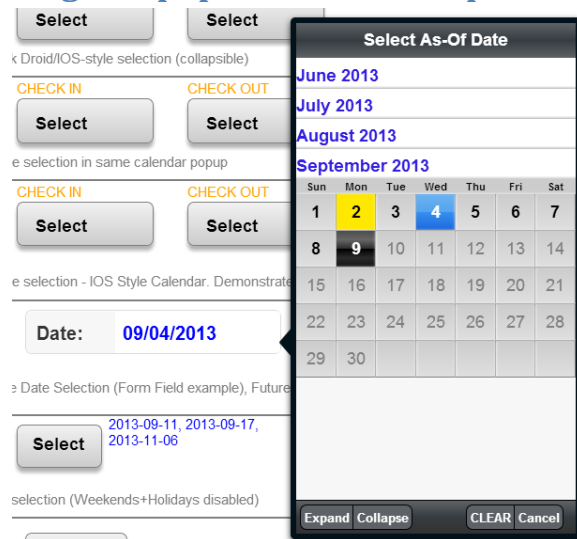 Select
Select
Droid/IOS-style selection (collapsible)
CHECK IN
CHECK OUT
Select
Select
selection in same calendar popup
CHECK IN
CHECK OUT
Select
Select
selection - IOS Style Calendar. Demonstrate
Date:
09/04/2013
Date Selection (Form Field example), Future
Select
2013-09-11, 2013-09-17,
2013-11-06
selection (Weekends+Holidays disabled)
Select As-Of Date
June 2013
July 2013
August 2013
September 2013
Sun Mon Tue Wed Thu Fri Sat
1 2 3 4 5 6 7
8 9 10 11 12 13 14
15 16 17 18 19 20 21
22 23 24 25 26 27 28
29 30
Expand Collapse CLEAR Cancel